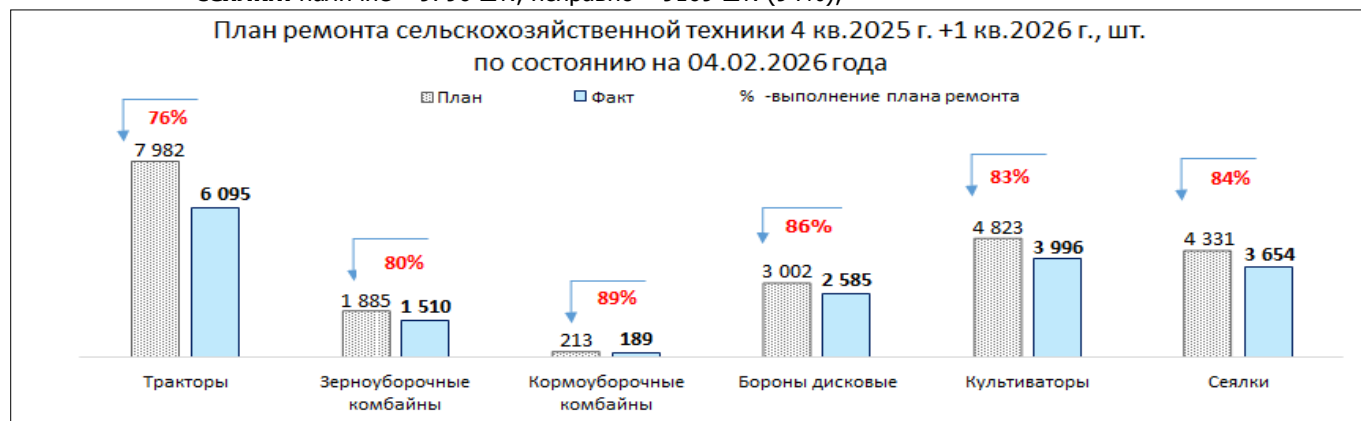 План ремонта сельскохозяйственной техники 4 кв.2025 г. +1 кв.2026 г., шт.
по состоянию на 04.02.2026 года
План Факт % -выполнение плана ремонта
76%
7 982
6 095
80%
1 885
1 510
89%
213
189
86%
3 002
2 585
83%
4 823
3 996
84%
4 331
3 654
Тракторы
Зерноуборочные
комбайны
Кормоуборочные
комбайны
Бороны дисковые
Культиваторы
Сеялки